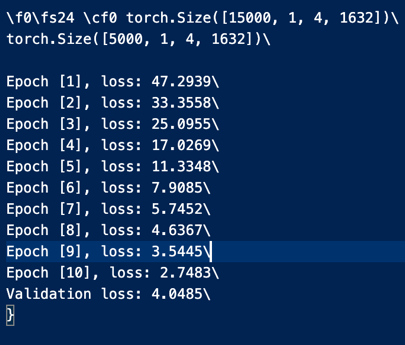 \f0\fs24 \cf0 torch.Size([15000, 1, 4, 1632])\
torch.Size([5000, 1, 4, 1632])\
Epoch [1], loss: 47.2939\
Epoch [2], loss: 33.3558\
Epoch [3], loss: 25.0955\
Epoch [4], loss: 17.0269\
Epoch [5], loss: 11.3348\
Epoch [6], loss: 7.9085\
Epoch [7], loss: 5.7452\
Epoch [8], loss: 4.6367\
Epoch [9], loss: 3.5445\
Epoch [10], loss: 2.7483\
Validation loss: 4.0485\
}